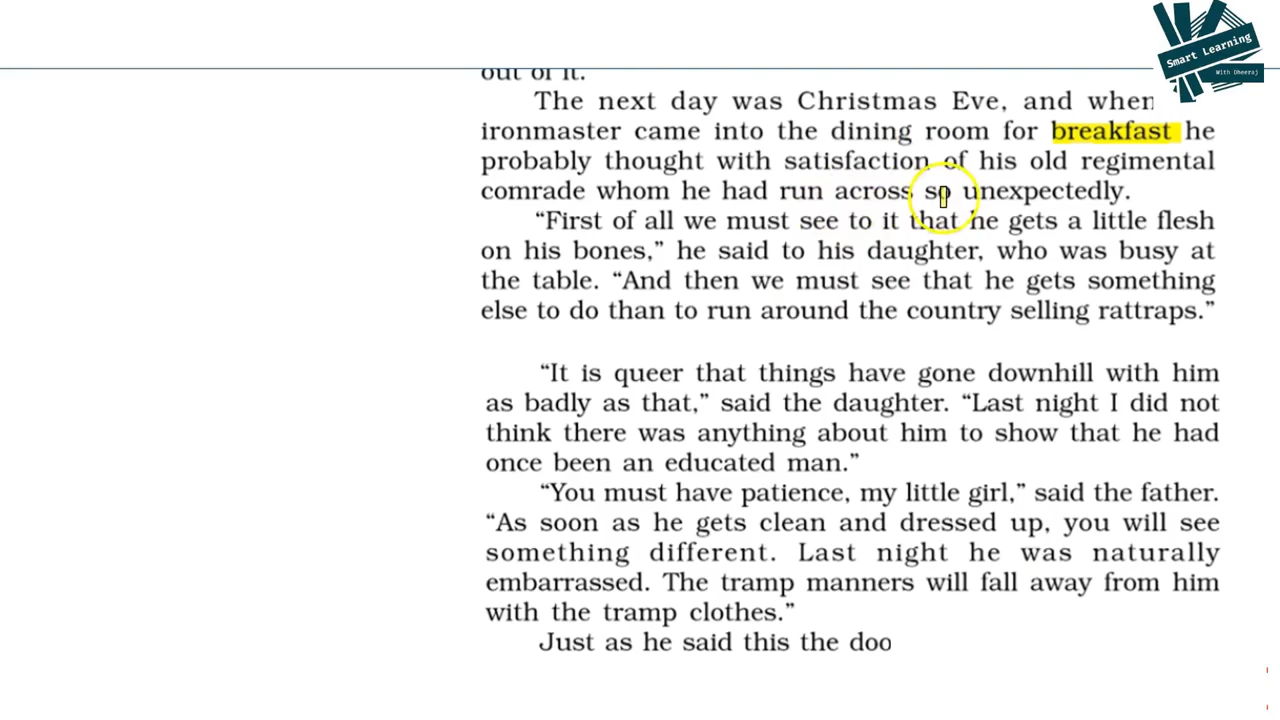 Smart Learning
With Dheeraj
out of it.
The next day was Christmas Eve, and when
ironmaster came into the dining room for breakfast he
probably thought with satisfaction of his old regimental
comrade whom he had run across so unexpectedly.
“First of all we must see to it that he gets a little flesh
on his bones,” he said to his daughter, who was busy at
the table. “And then we must see that he gets something
else to do than to run around the country selling rattraps.”
“It is queer that things have gone downhill with him
as badly as that,” said the daughter. “Last night I did not
think there was anything about him to show that he had
once been an educated man.”
“You must have patience, my little girl,” said the father.
“As soon as he gets clean and dressed up, you will see
something different. Last night he was naturally
embarrassed. The tramp manners will fall away from him
with the tramp clothes.”
Just as he said this the doo